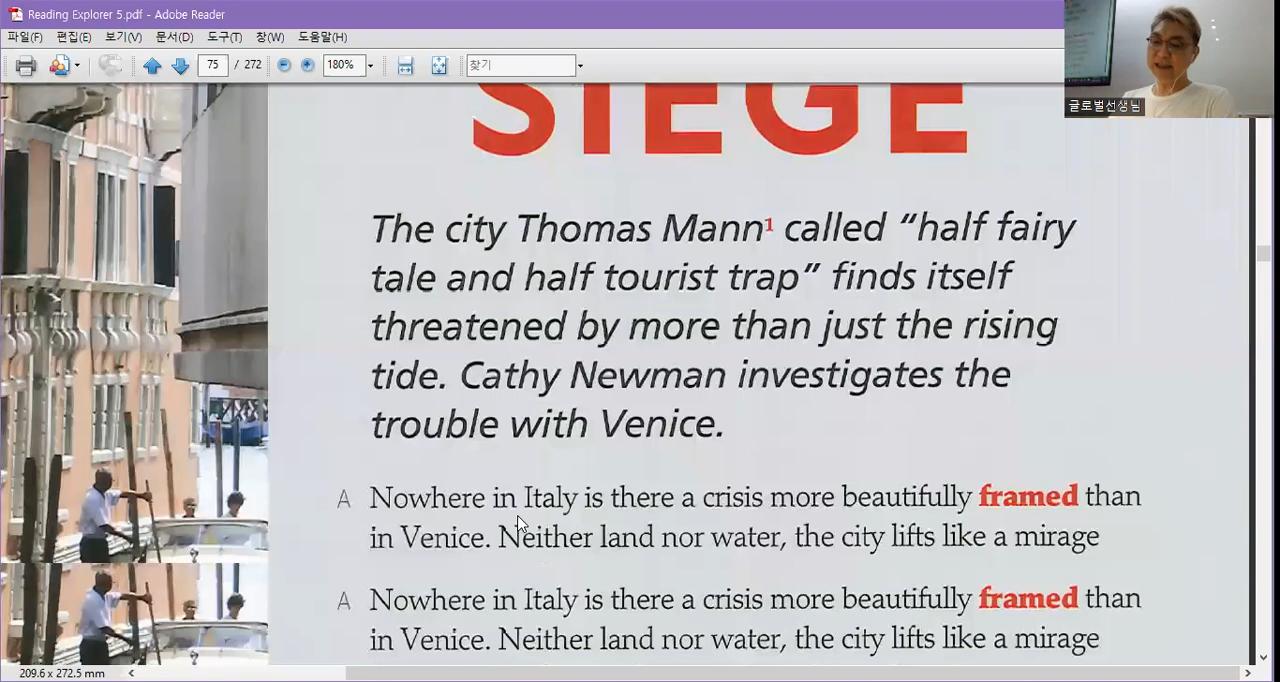 Reading Explorer 5.pdf - Adobe Reader
파일(F) 편집(E) 보기(V) 문서(D) 도구(T) 창(W) 도움말(H)
75 / 272 180% 찾기
글로벌선생님
SIEGE
The city Thomas Mann1 called “half fairy
tale and half tourist trap” finds itself
threatened by more than just the rising
tide. Cathy Newman investigates the
trouble with Venice.
A Nowhere in Italy is there a crisis more beautifully framed than
in Venice. Neither land nor water, the city lifts like a mirage
A Nowhere in Italy is there a crisis more beautifully framed than
in Venice. Neither land nor water, the city lifts like a mirage
209.6 x 272.5 mm